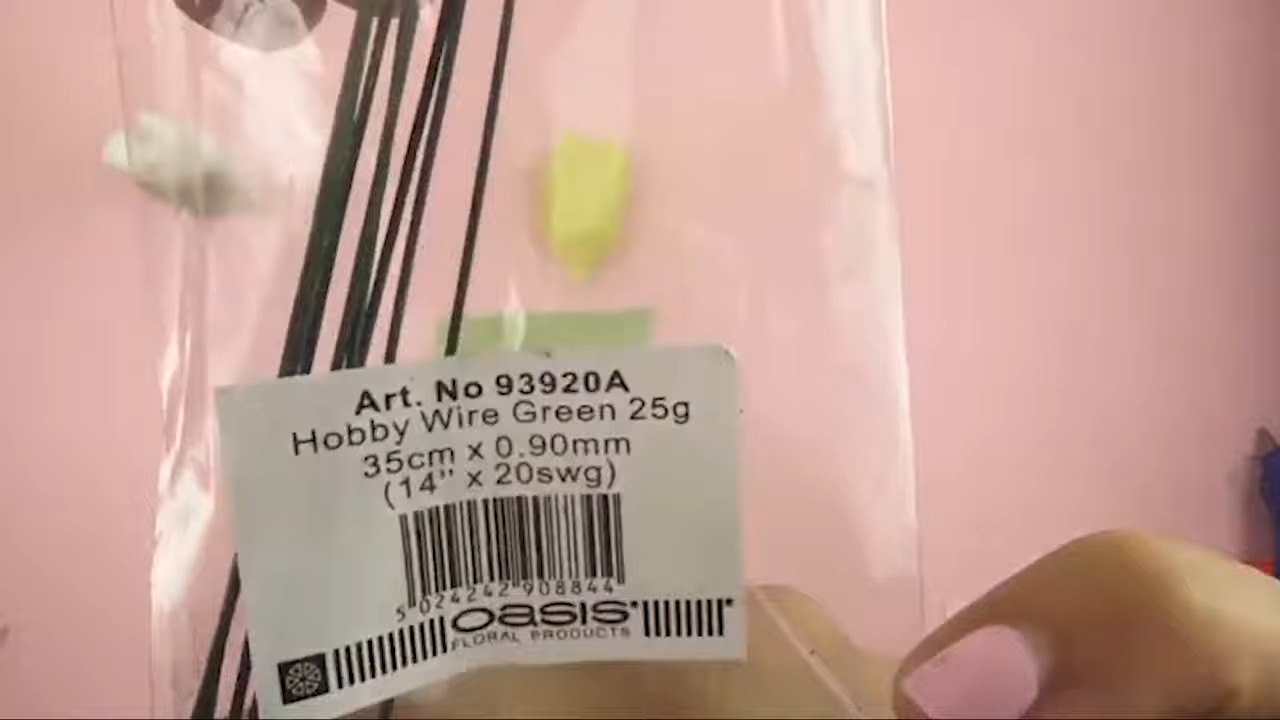 Art. No 93920A
Hobby Wire Green 25g
35cm x 0.90mm
(14" x 20swg)
5 024242 908844
oasis
FLORAL PRODUCTS